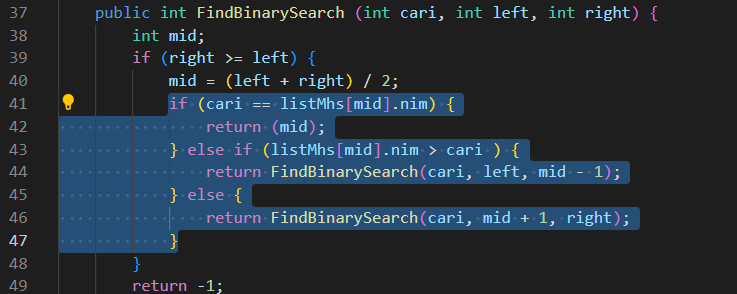 37 public int FindBinarySearch (int cari, int left, int right) {
38 int mid;
39 if (right >= left) {
40 mid = (left + right) / 2;
41 if (cari == listMhs[mid].nim) {
42 return (mid);
43 } else if (listMhs[mid].nim > cari ) {
44 return FindBinarySearch(cari, left, mid - 1);
45 } else {
46 return FindBinarySearch(cari, mid + 1, right);
47 }
48 }
49 return -1;